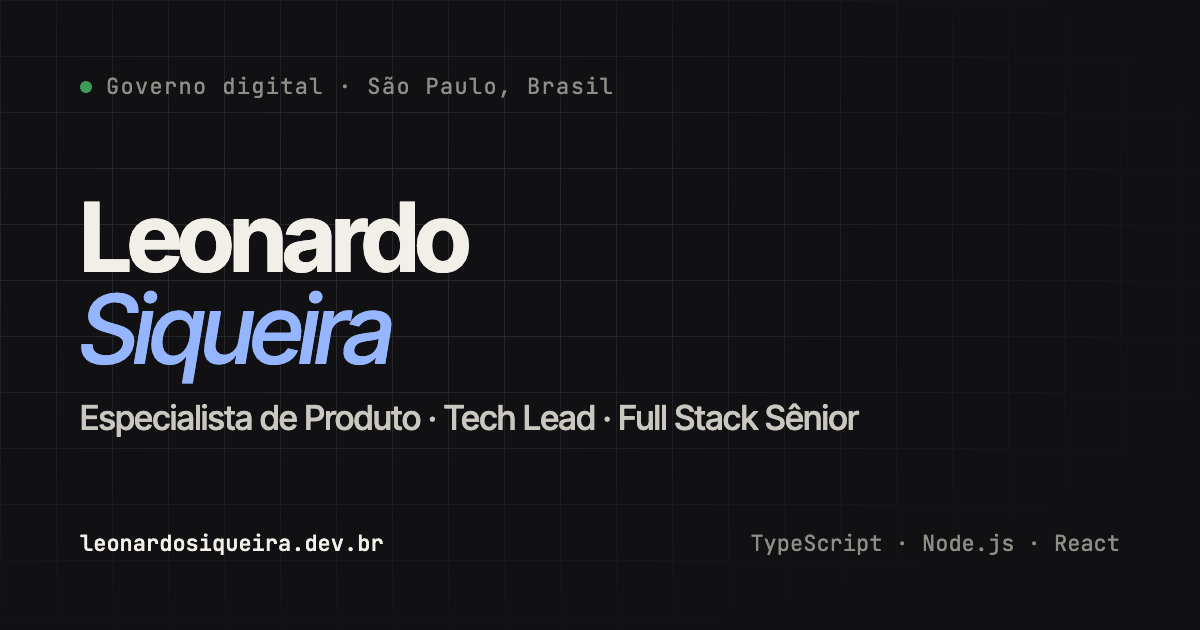 Governo digital · São Paulo, Brasil
Leonardo
Siqueira
Especialista de Produto · Tech Lead · Full Stack Sênior
leonardosiqueira.dev.br
TypeScript · Node.js · React